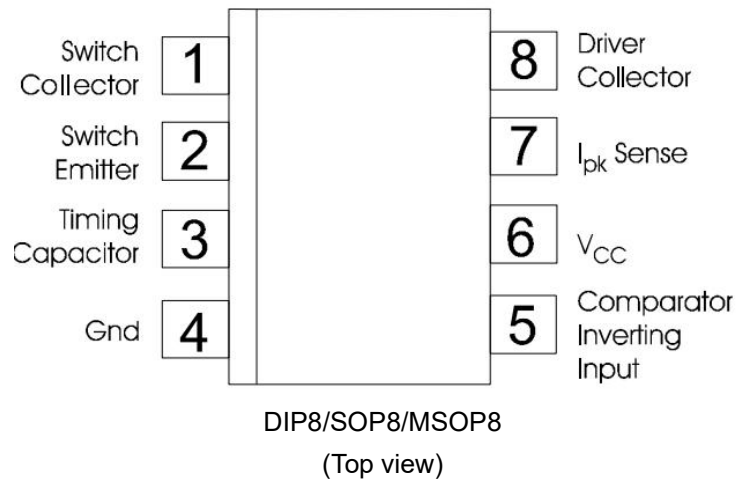 Switch
Collector
1
Switch
Emitter
2
Timing
Capacitor
3
Gnd
4
8
Driver
Collector
7
Ipk Sense
6
VCC
5
Comparator
Inverting
Input
DIP8/SOP8/MSOP8
(Top view)